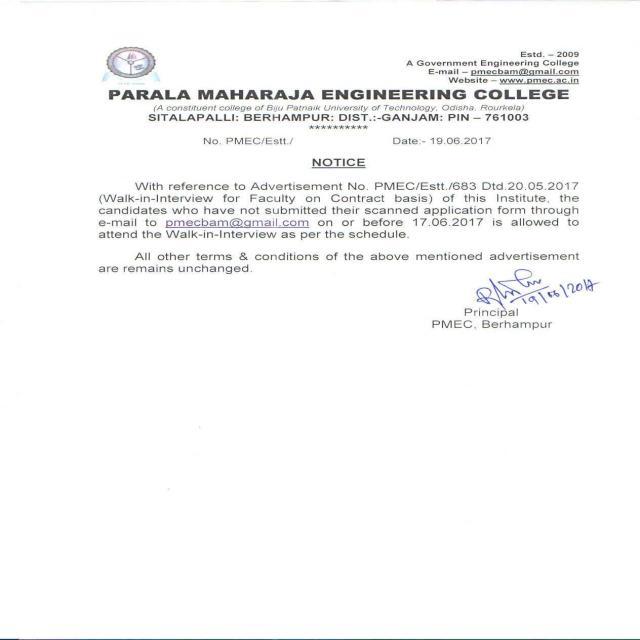 Estd. – 2009
A Government Engineering College
E-mail – pmecbam@gmail.com
Website – www.pmec.ac.in
PARALA MAHARAJA ENGINEERING COLLEGE
(A constituent college of Biju Patnaik University of Technology, Odisha, Rourkela)
SITALAPALLI: BERHAMPUR: DIST.:-GANJAM: PIN – 761003
**********
No. PMEC/Estt./ Date:- 19.06.2017
NOTICE
With reference to Advertisement No. PMEC/Estt./683 Dtd.20.05.2017
(Walk-in-Interview for Faculty on Contract basis) of this Institute, the
candidates who have not submitted their scanned application form through
e-mail to pmecbam@gmail.com on or before 17.06.2017 is allowed to
attend the Walk-in-Interview as per the schedule.
All other terms & conditions of the above mentioned advertisement
are remains unchanged.
19/06/2017
Principal
PMEC, Berhampur